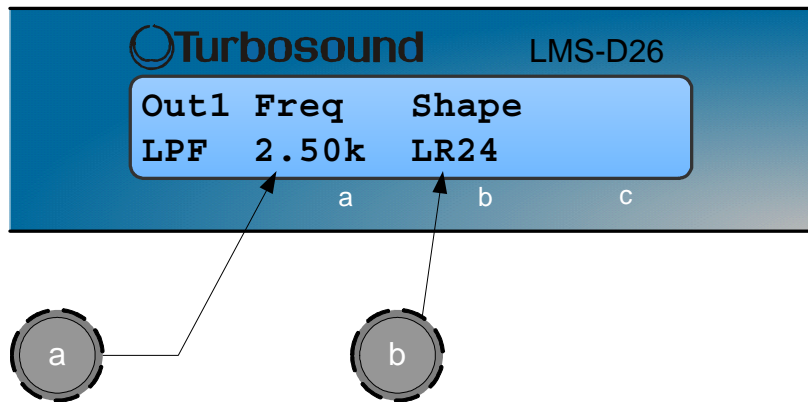 Turbosound LMS-D26
Out1 Freq Shape
LPF 2.50k LR24
a b c
a b